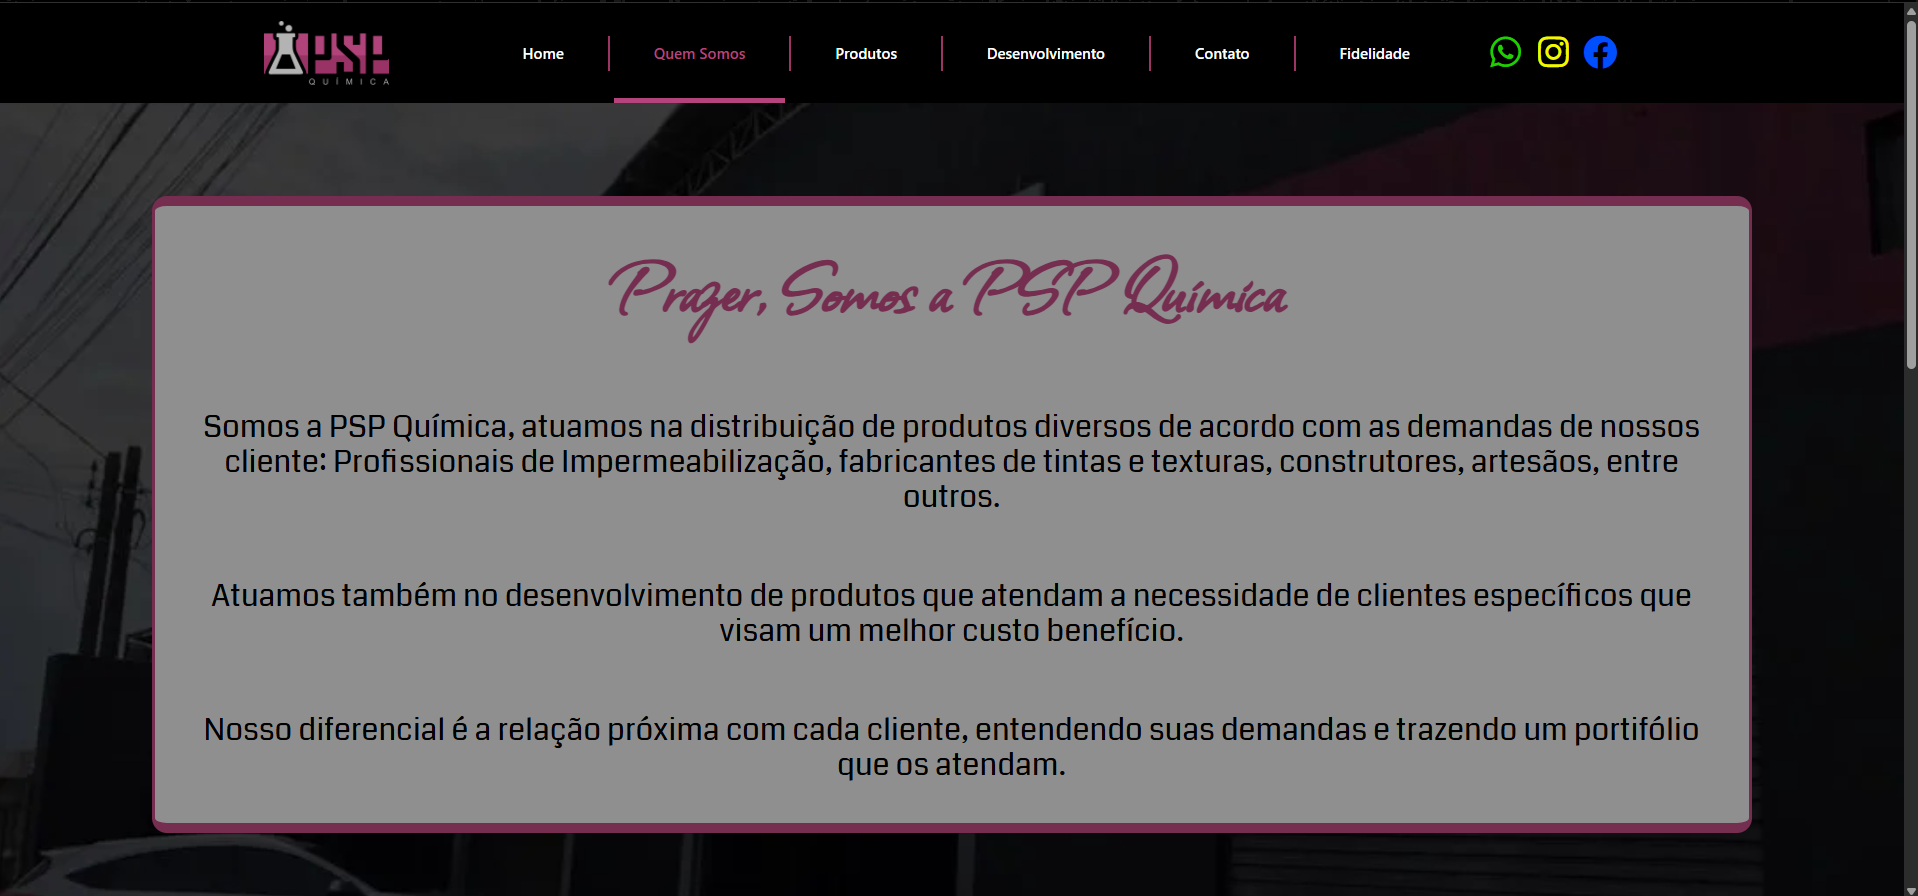 PSP
QUÍMICA
Home
Quem Somos
Produtos
Desenvolvimento
Contato
Fidelidade
Prazer, Somos a PSP Química
Somos a PSP Química, atuamos na distribuição de produtos diversos de acordo com as demandas de nossos
cliente: Profissionais de Impermeabilização, fabricantes de tintas e texturas, construtores, artesãos, entre
outros.
Atuamos também no desenvolvimento de produtos que atendam a necessidade de clientes específicos que
visam um melhor custo benefício.
Nosso diferencial é a relação próxima com cada cliente, entendendo suas demandas e trazendo um portifólio
que os atendam.